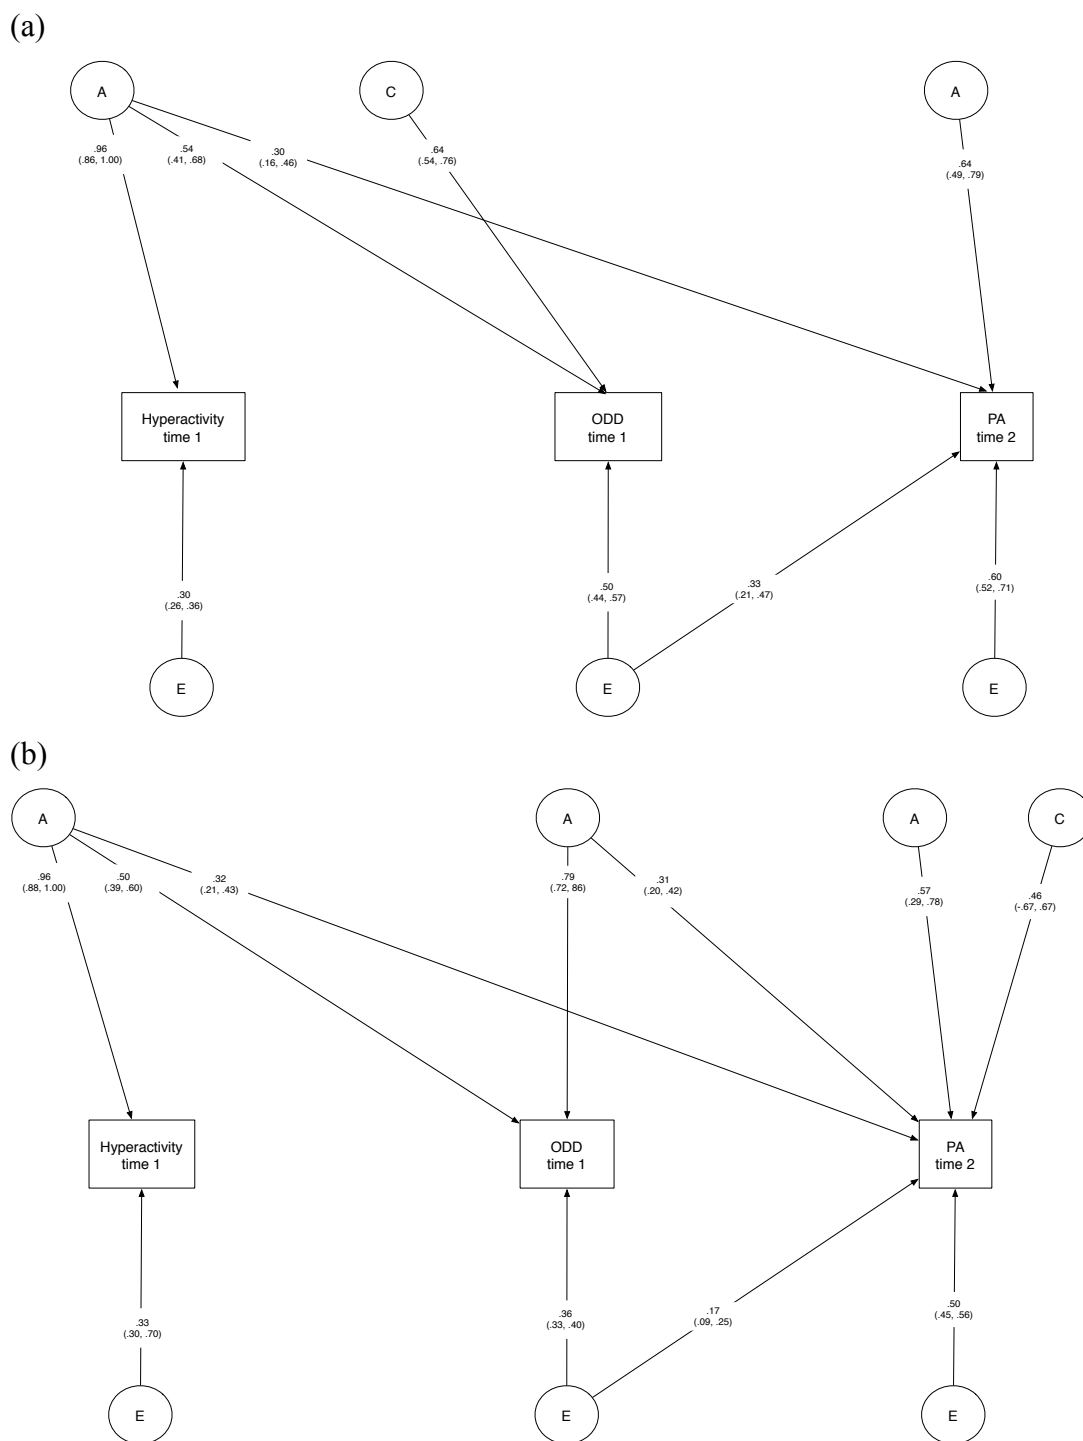 (a)
A
C
A
.96
(.86, 1.00)
.54
(.41, .68)
.30
(.16, .46)
.64
(.54, .76)
.64
(.49, .79)
Hyperactivity
time 1
ODD
time 1
PA
time 2
.30
(.26, .36)
.50
(.44, .57)
.33
(.21, .47)
.60
(.52, .71)
E
E
E
(b)
A
A
A
C
.96
(.88, 1.00)
.50
(.39, .60)
.32
(.21, .43)
.79
(.72, 86)
.31
(.20, .42)
.57
(.29, .78)
.46
(-.67, .67)
Hyperactivity
time 1
ODD
time 1
PA
time 2
.33
(.30, .70)
.36
(.33, .40)
.17
(.09, .25)
.50
(.45, .56)
E
E
E